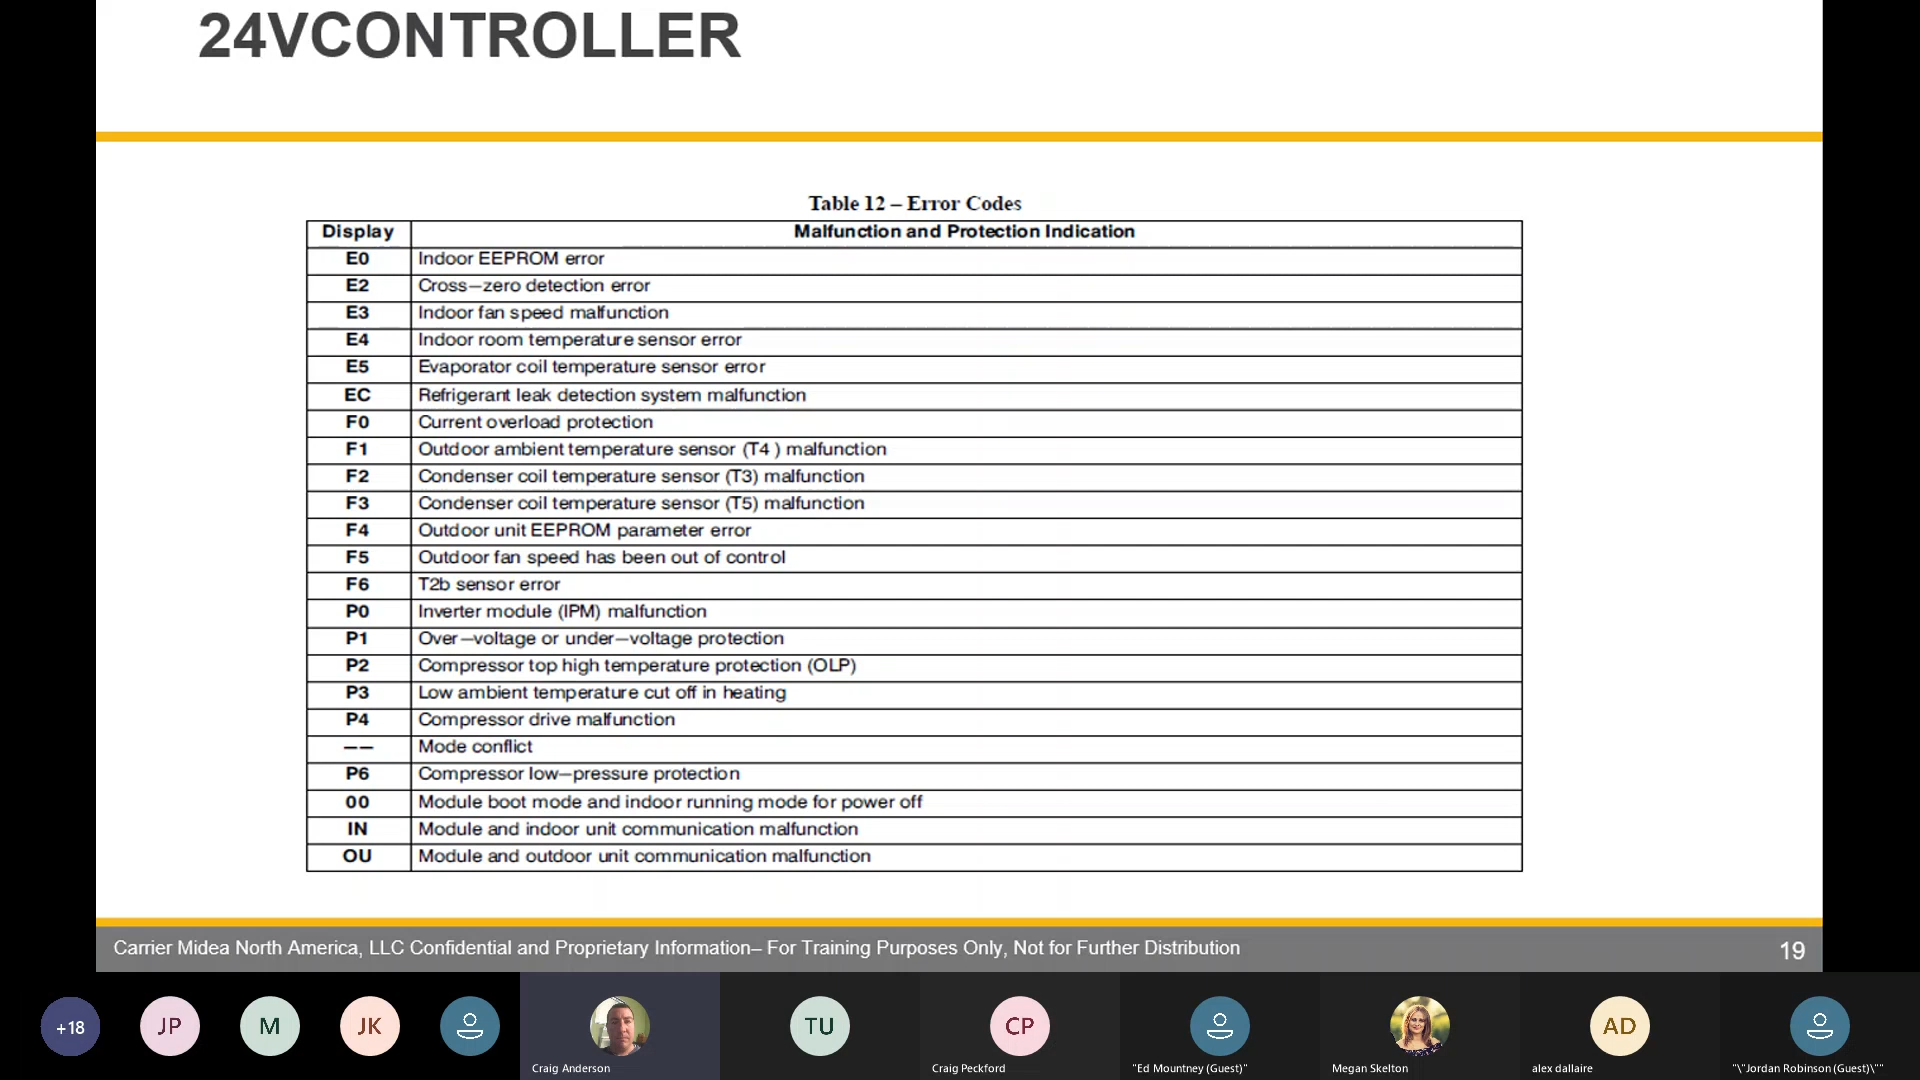 24VCONTROLLER
Table 12 – Error Codes
Display Malfunction and Protection Indication
E0 Indoor EEPROM error
E2 Cross–zero detection error
E3 Indoor fan speed malfunction
E4 Indoor room temperature sensor error
E5 Evaporator coil temperature sensor error
EC Refrigerant leak detection system malfunction
F0 Current overload protection
F1 Outdoor ambient temperature sensor (T4 ) malfunction
F2 Condenser coil temperature sensor (T3) malfunction
F3 Condenser coil temperature sensor (T5) malfunction
F4 Outdoor unit EEPROM parameter error
F5 Outdoor fan speed has been out of control
F6 T2b sensor error
P0 Inverter module (IPM) malfunction
P1 Over–voltage or under–voltage protection
P2 Compressor top high temperature protection (OLP)
P3 Low ambient temperature cut off in heating
P4 Compressor drive malfunction
–– Mode conflict
P6 Compressor low–pressure protection
00 Module boot mode and indoor running mode for power off
IN Module and indoor unit communication malfunction
OU Module and outdoor unit communication malfunction
Carrier Midea North America, LLC Confidential and Proprietary Information– For Training Purposes Only, Not for Further Distribution 19
+18 JP M JK TU CP AD
Craig Anderson Craig Peckford "Ed Mountney (Guest)" Megan Skelton alex dallaire "\"Jordan Robinson (Guest)\""